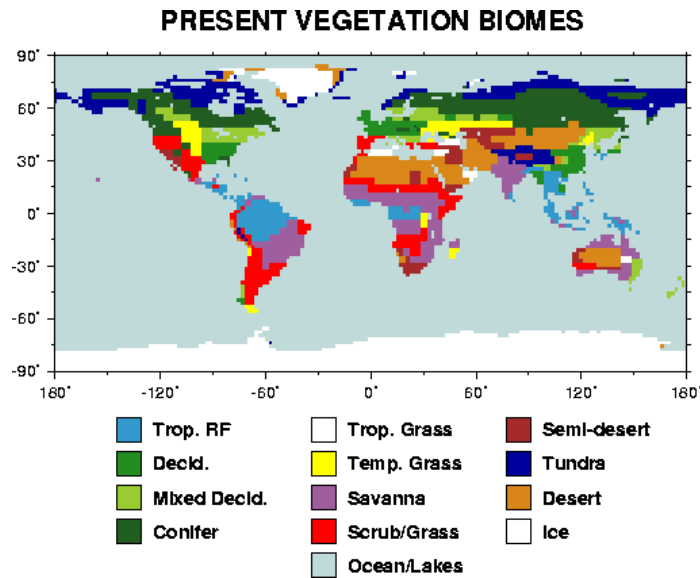 PRESENT VEGETATION BIOMES
90°
60°
30°
0°
-30°
-60°
-90°
180° -120° -60° 0° 60° 120° 180°
Trop. RF Trop. Grass Semi-desert
Decid. Temp. Grass Tundra
Mixed Decid. Savanna Desert
Conifer Scrub/Grass Ice
Ocean/Lakes